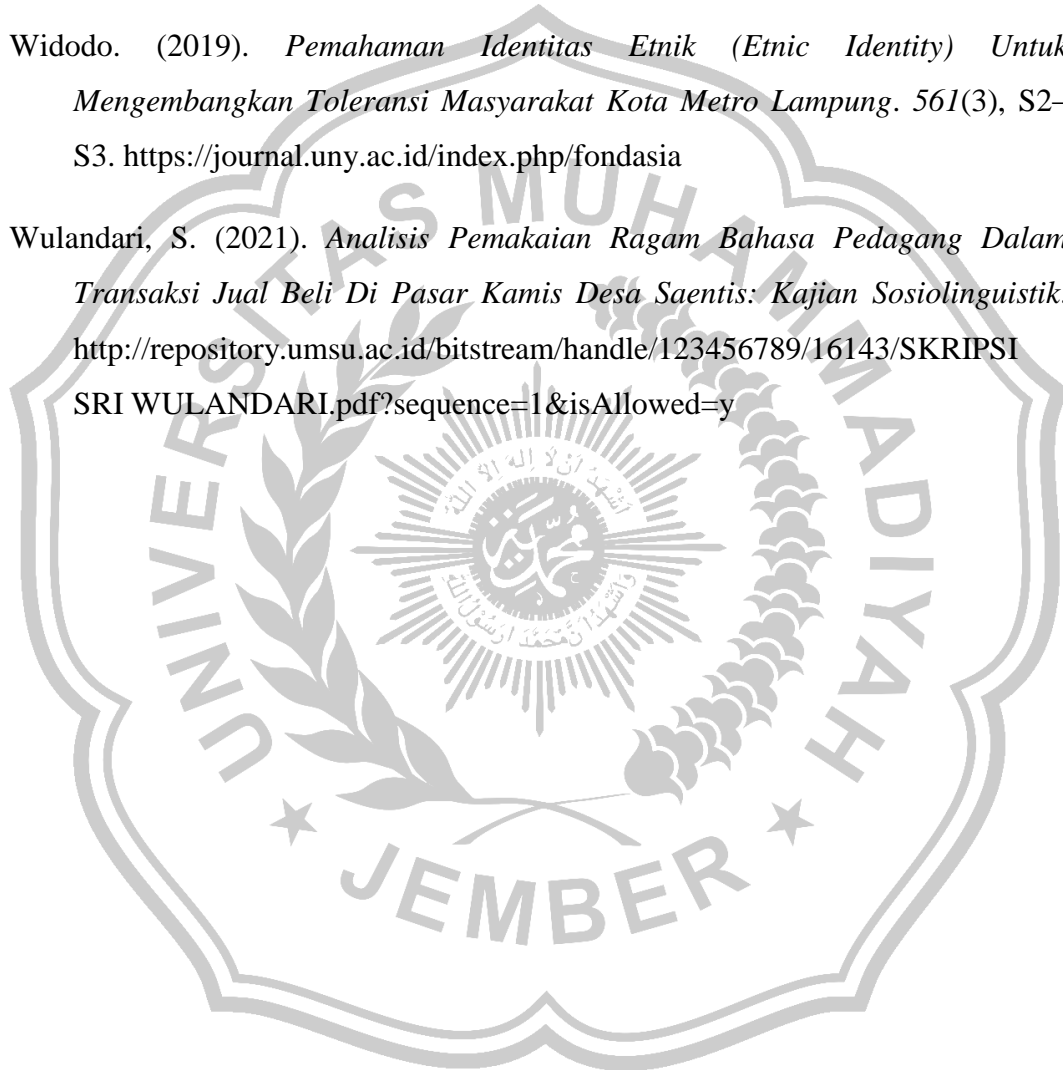 Widodo. (2019). Pemahaman Identitas Etnik (Etnic Identity) Untuk
Mengembangkan Toleransi Masyarakat Kota Metro Lampung. 561(3), S2–
S3. https://journal.uny.ac.id/index.php/fondasia
Wulandari, S. (2021). Analisis Pemakaian Ragam Bahasa Pedagang Dalam
Transaksi Jual Beli Di Pasar Kamis Desa Saentis: Kajian Sosiolinguistik.
http://repository.umsu.ac.id/bitstream/handle/123456789/16143/SKRIPSI
SRI WULANDARI.pdf?sequence=1&isAllowed=y
UNIVERSITAS MUHAMMADIYAH
JEMBER